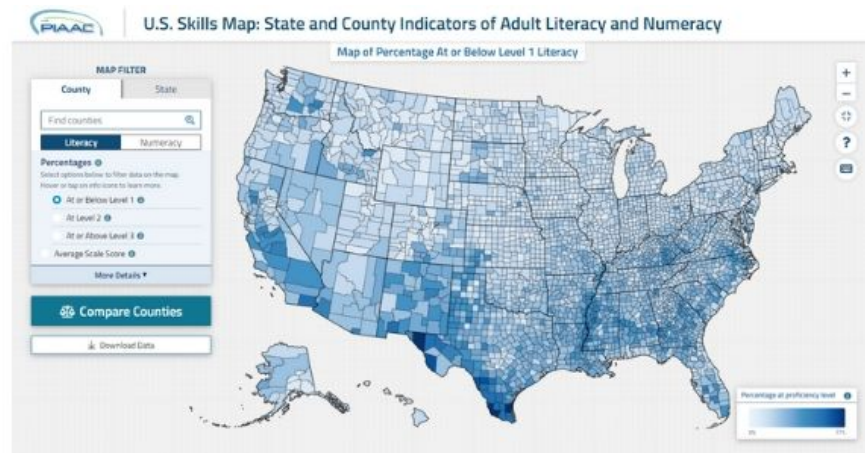 PIAAC
U.S. Skills Map: State and County Indicators of Adult Literacy and Numeracy
Map of Percentage At or Below Level 1 Literacy
MAP FILTER
County State
Find counties
Literacy Numeracy
Percentages
Select options below to filter data on the map.
Hover or tap on info icons to learn more.
At or Below Level 1
At Level 2
At or Above Level 3
Average Scale Score
More Details
Compare Counties
Download Data
+
−
?
Percentage at proficiency level